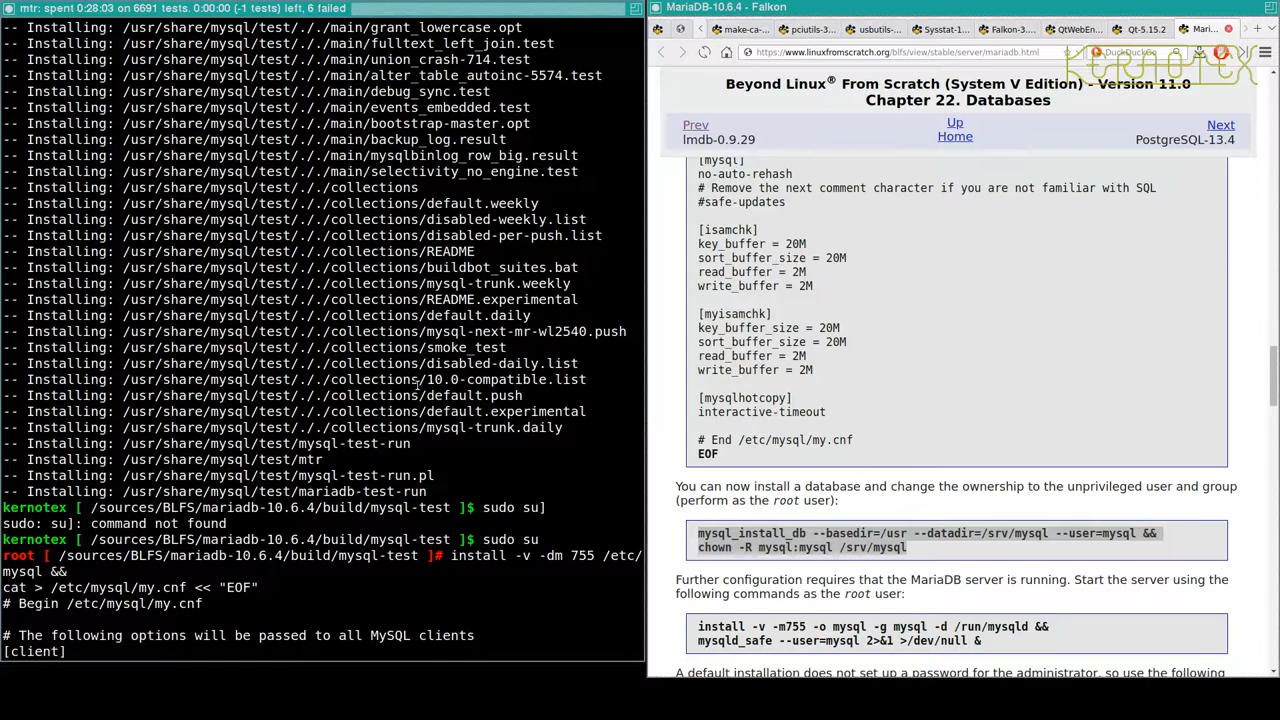 mtr: spent 0:28:03 on 6691 tests. 0:00:00 (-1 tests) left, 6 failed
-- Installing: /usr/share/mysql/test/././main/grant_lowercase.opt
-- Installing: /usr/share/mysql/test/././main/fulltext_left_join.test
-- Installing: /usr/share/mysql/test/././main/union_crash-714.test
-- Installing: /usr/share/mysql/test/././main/alter_table_autoinc-5574.test
-- Installing: /usr/share/mysql/test/././main/debug_sync.test
-- Installing: /usr/share/mysql/test/././main/events_embedded.test
-- Installing: /usr/share/mysql/test/././main/bootstrap-master.opt
-- Installing: /usr/share/mysql/test/././main/backup_log.result
-- Installing: /usr/share/mysql/test/././main/mysqlbinlog_row_big.result
-- Installing: /usr/share/mysql/test/././main/selectivity_no_engine.test
-- Installing: /usr/share/mysql/test/././collections
-- Installing: /usr/share/mysql/test/././collections/default.weekly
-- Installing: /usr/share/mysql/test/././collections/disabled-weekly.list
-- Installing: /usr/share/mysql/test/././collections/disabled-per-push.list
-- Installing: /usr/share/mysql/test/././collections/README
-- Installing: /usr/share/mysql/test/././collections/buildbot_suites.bat
-- Installing: /usr/share/mysql/test/././collections/mysql-trunk.weekly
-- Installing: /usr/share/mysql/test/././collections/README.experimental
-- Installing: /usr/share/mysql/test/././collections/default.daily
-- Installing: /usr/share/mysql/test/././collections/mysql-next-mr-wl2540.push
-- Installing: /usr/share/mysql/test/././collections/smoke_test
-- Installing: /usr/share/mysql/test/././collections/disabled-daily.list
-- Installing: /usr/share/mysql/test/././collections/10.0-compatible.list
-- Installing: /usr/share/mysql/test/././collections/default.push
-- Installing: /usr/share/mysql/test/././collections/default.experimental
-- Installing: /usr/share/mysql/test/././collections/mysql-trunk.daily
-- Installing: /usr/share/mysql/test/mysql-test-run
-- Installing: /usr/share/mysql/test/mtr
-- Installing: /usr/share/mysql/test/mysql-test-run.pl
-- Installing: /usr/share/mysql/test/mariadb-test-run
kernotex [ /sources/BLFS/mariadb-10.6.4/build/mysql-test ]$ sudo su]
sudo: su]: command not found
kernotex [ /sources/BLFS/mariadb-10.6.4/build/mysql-test ]$ sudo su
root [ /sources/BLFS/mariadb-10.6.4/build/mysql-test ]# install -v -dm 755 /etc/
mysql &&
cat > /etc/mysql/my.cnf << "EOF"
# Begin /etc/mysql/my.cnf
# The following options will be passed to all MySQL clients
[client]
MariaDB-10.6.4 - Falkon
make-ca-... pciutils-3... usbutils-... Sysstat-1... Falkon-3... QtWebEn... Qt-5.15.2 Mari...
https://www.linuxfromscratch.org/blfs/view/stable/server/mariadb.html
DuckDuckGo
KERNOTEX
Beyond Linux® From Scratch (System V Edition) - Version 11.0
Chapter 22. Databases
Prev Up Next
lmdb-0.9.29 Home PostgreSQL-13.4
[mysql]
no-auto-rehash
# Remove the next comment character if you are not familiar with SQL
#safe-updates
[isamchk]
key_buffer = 20M
sort_buffer_size = 20M
read_buffer = 2M
write_buffer = 2M
[myisamchk]
key_buffer = 20M
sort_buffer_size = 20M
read_buffer = 2M
write_buffer = 2M
[mysqlhotcopy]
interactive-timeout
# End /etc/mysql/my.cnf
EOF
You can now install a database and change the ownership to the unprivileged user and group
(perform as the root user):
mysql_install_db --basedir=/usr --datadir=/srv/mysql --user=mysql &&
chown -R mysql:mysql /srv/mysql
Further configuration requires that the MariaDB server is running. Start the server using the
following commands as the root user:
install -v -m755 -o mysql -g mysql -d /run/mysqld &&
mysqld_safe --user=mysql 2>&1 >/dev/null &
A default installation does not set up a password for the administrator, so use the following